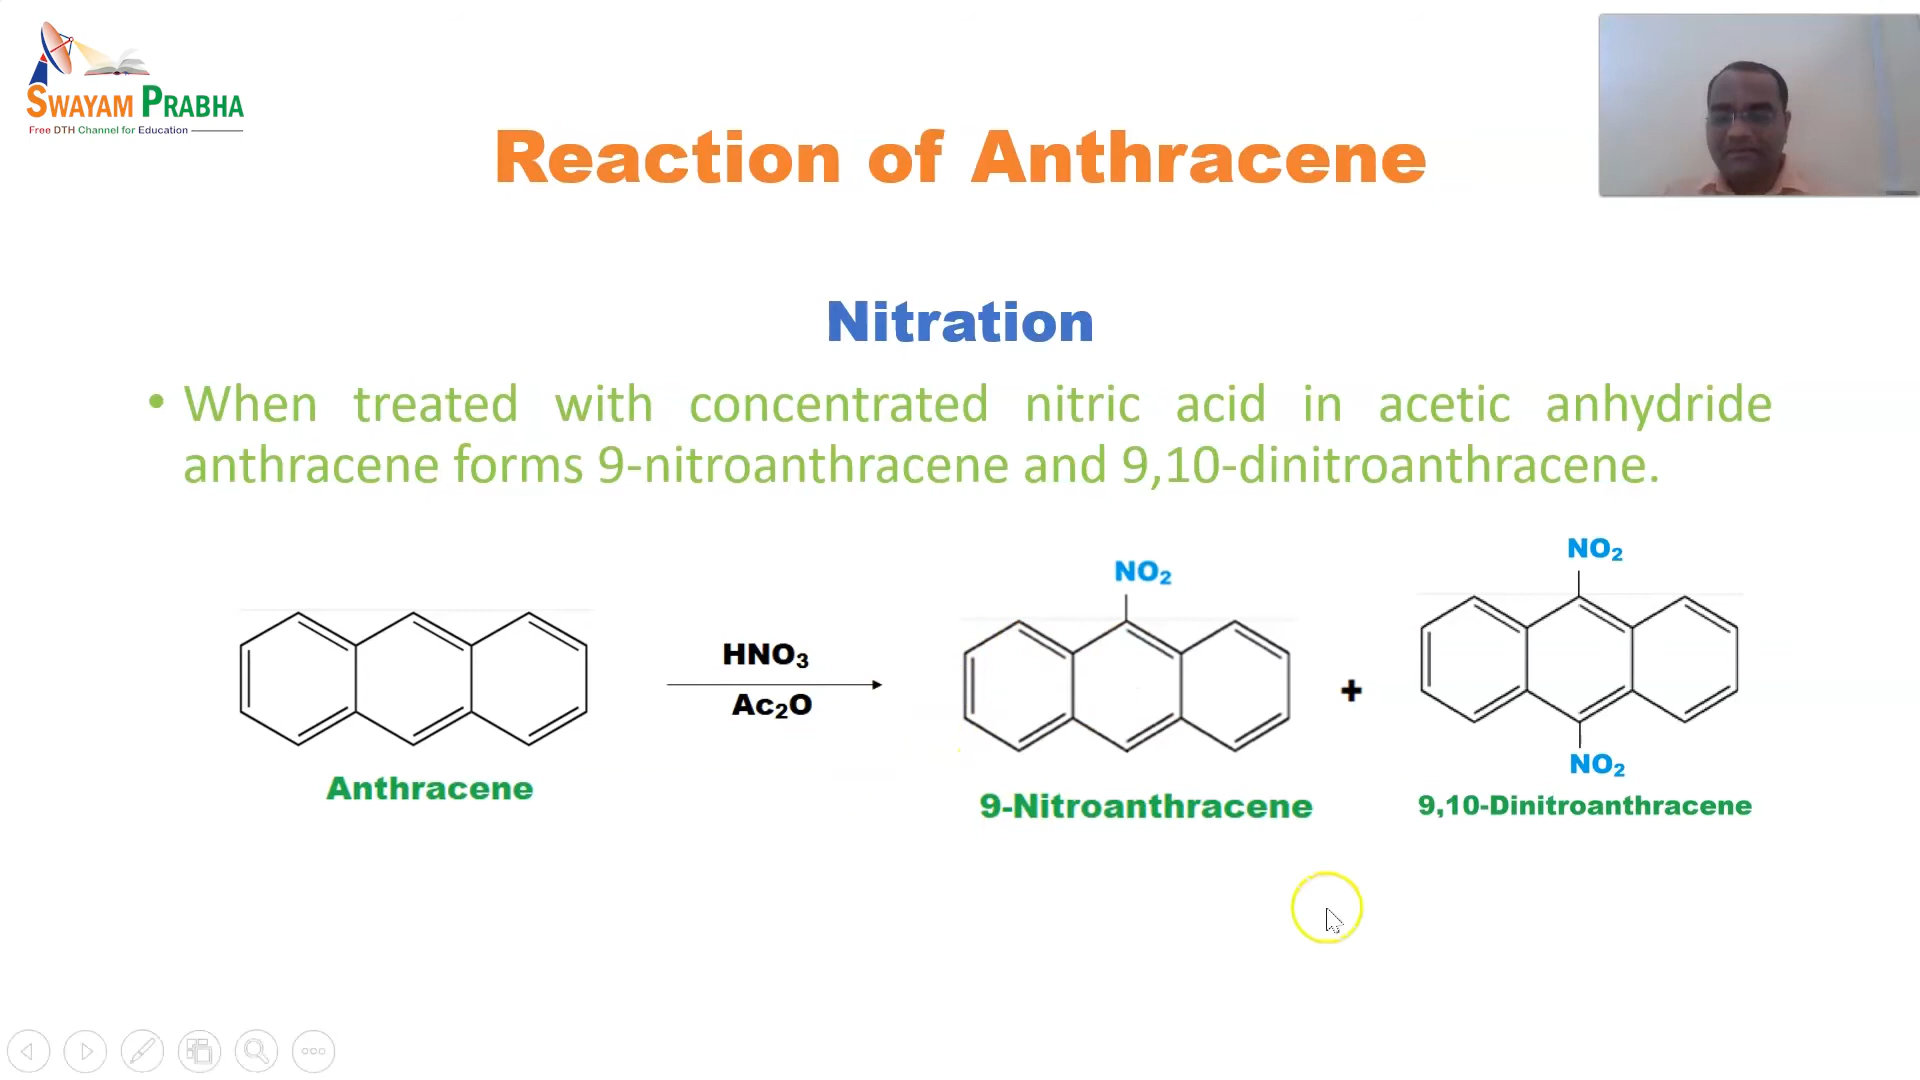 SWAYAM PRABHA
Free DTH Channel for Education
Reaction of Anthracene
Nitration
• When treated with concentrated nitric acid in acetic anhydride
anthracene forms 9-nitroanthracene and 9,10-dinitroanthracene.
HNO₃
Ac₂O
Anthracene
NO₂
9-Nitroanthracene
+
NO₂
NO₂
9,10-Dinitroanthracene